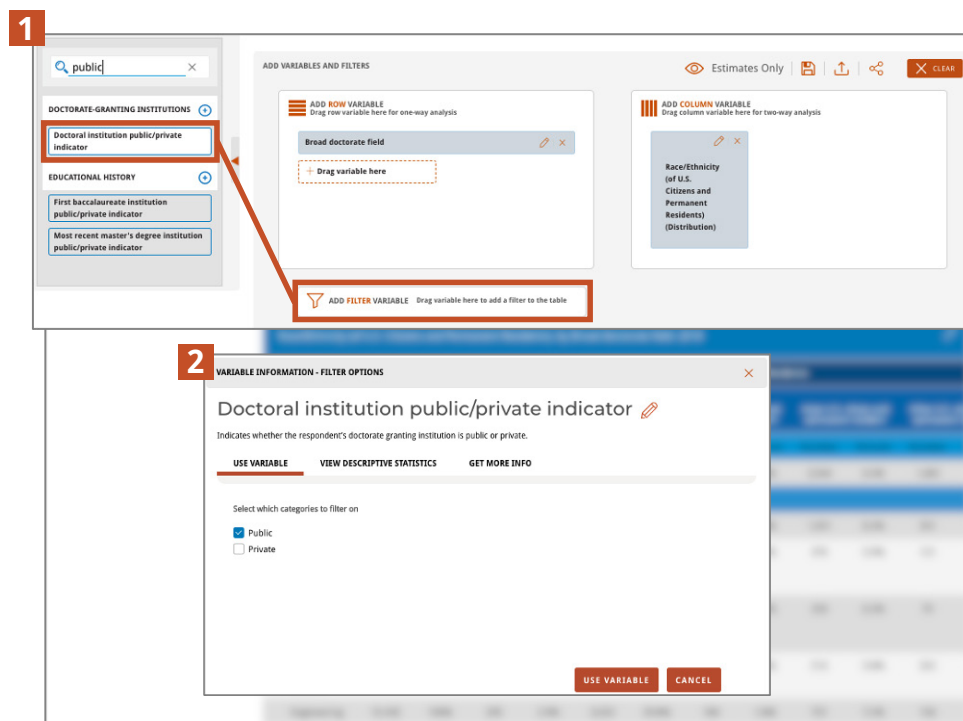 1
public
DOCTORATE-GRANTING INSTITUTIONS
Doctoral institution public/private
indicator
EDUCATIONAL HISTORY
First baccalaureate institution
public/private indicator
Most recent master's degree institution
public/private indicator
ADD VARIABLES AND FILTERS
Estimates Only
CLEAR
ADD ROW VARIABLE
Drag row variable here for one-way analysis
Broad doctorate field
Drag variable here
ADD COLUMN VARIABLE
Drag column variable here for two-way analysis
Race/Ethnicity
(of U.S.
Citizens and
Permanent
Residents)
(Distribution)
ADD FILTER VARIABLE Drag variable here to add a filter to the table
2
VARIABLE INFORMATION - FILTER OPTIONS
Doctoral institution public/private indicator
Indicates whether the respondent's doctorate granting institution is public or private.
USE VARIABLE VIEW DESCRIPTIVE STATISTICS GET MORE INFO
Select which categories to filter on
Public
Private
USE VARIABLE CANCEL